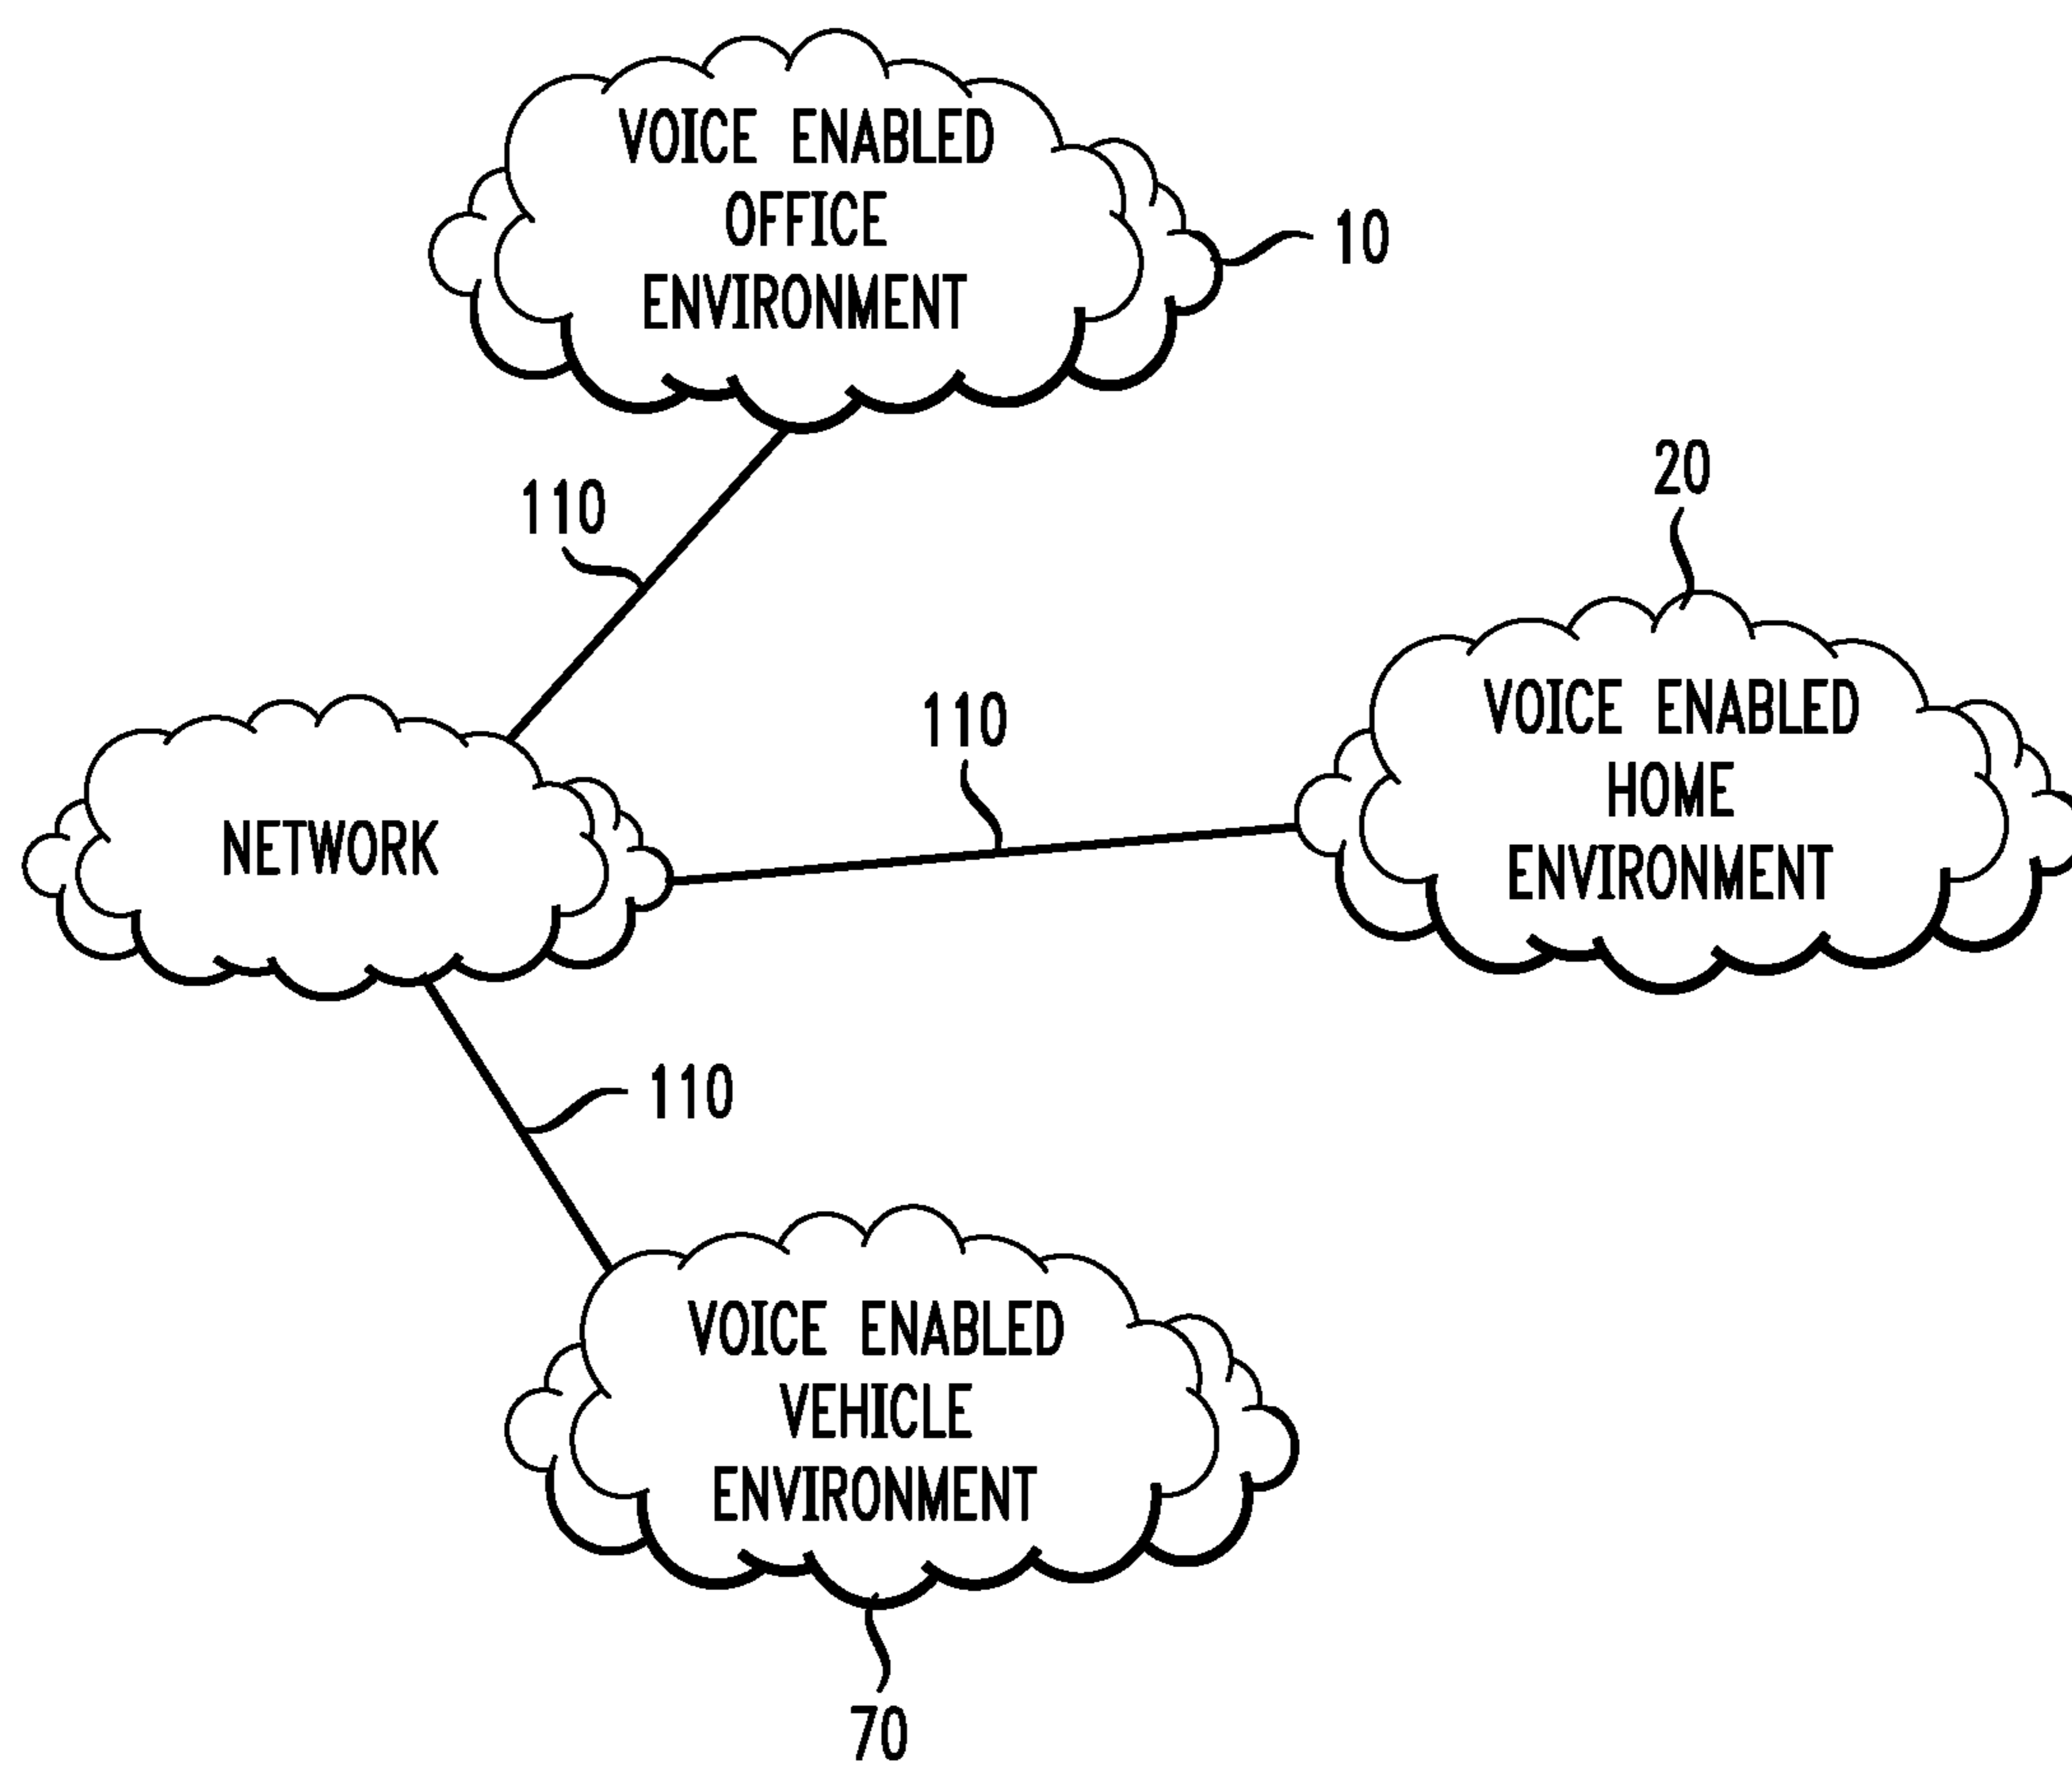 VOICE ENABLED
OFFICE
ENVIRONMENT
10
110
20
110
VOICE ENABLED
HOME
ENVIRONMENT
NETWORK
110
VOICE ENABLED
VEHICLE
ENVIRONMENT
70